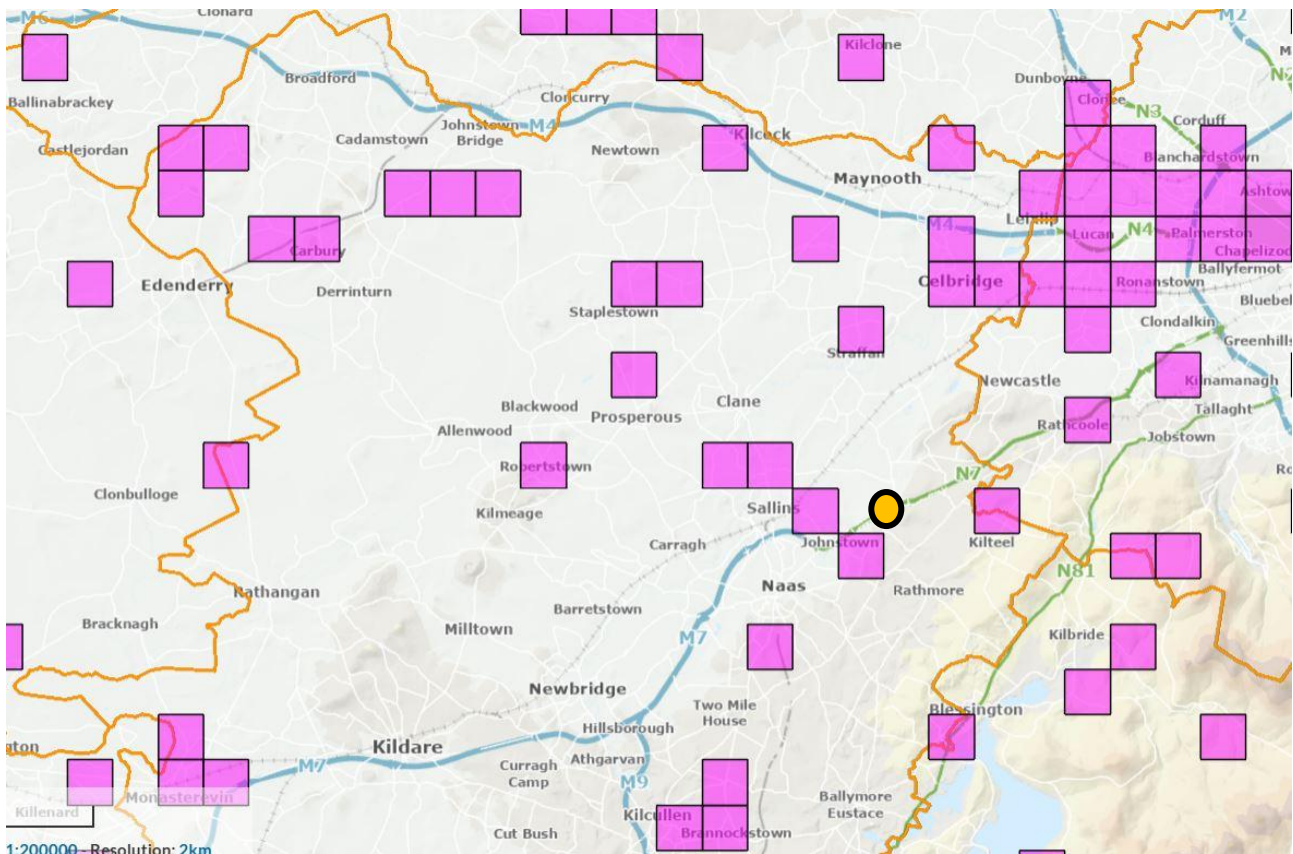 M6
Clonard
M2
Kilclone
Broadford
Dunboyne
N2
Ballinabrackey
Cloncurry
Clonee
N3
Corduff
Cadamstown
Johnstown
Bridge
M4
Kilcock
Castlejordan
Newtown
Blanchardstown
Maynooth
Ashtow
Leixlip
M4
Lucan
N4
Palmerston
Carbury
Chapelizod
Edenderry
Derrinturn
Celbridge
Ronanstown
Ballyfermot
Staplestown
Bluebel
Clondalkin
Greenhills
Straffan
Newcastle
Kilnamanagh
Blackwood
Clane
Prosperous
Tallaght
Allenwood
Rathcoole
Jobstown
Robertstown
N7
Ro
Clonbulloge
Kilmeage
Sallins
Carragh
Johnstown
Kilteel
N81
Naas
Rathmore
Rathangan
Barretstown
Bracknagh
Milltown
M7
Kilbride
Newbridge
Two Mile
House
Blessington
Hillsborough
gton
Kildare
M7
Curragh
Camp
Athgarvan
M9
Monasterevin
Ballymore
Eustace
Killenard
Kilcullen
Cut Bush
Brannockstown
1:200000 - Resolution: 2km